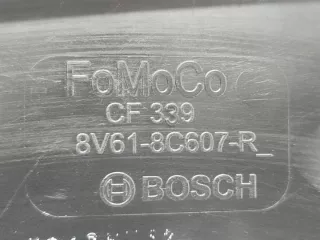 FoMoCo
CF 339
8V61-8C607-R_
BOSCH